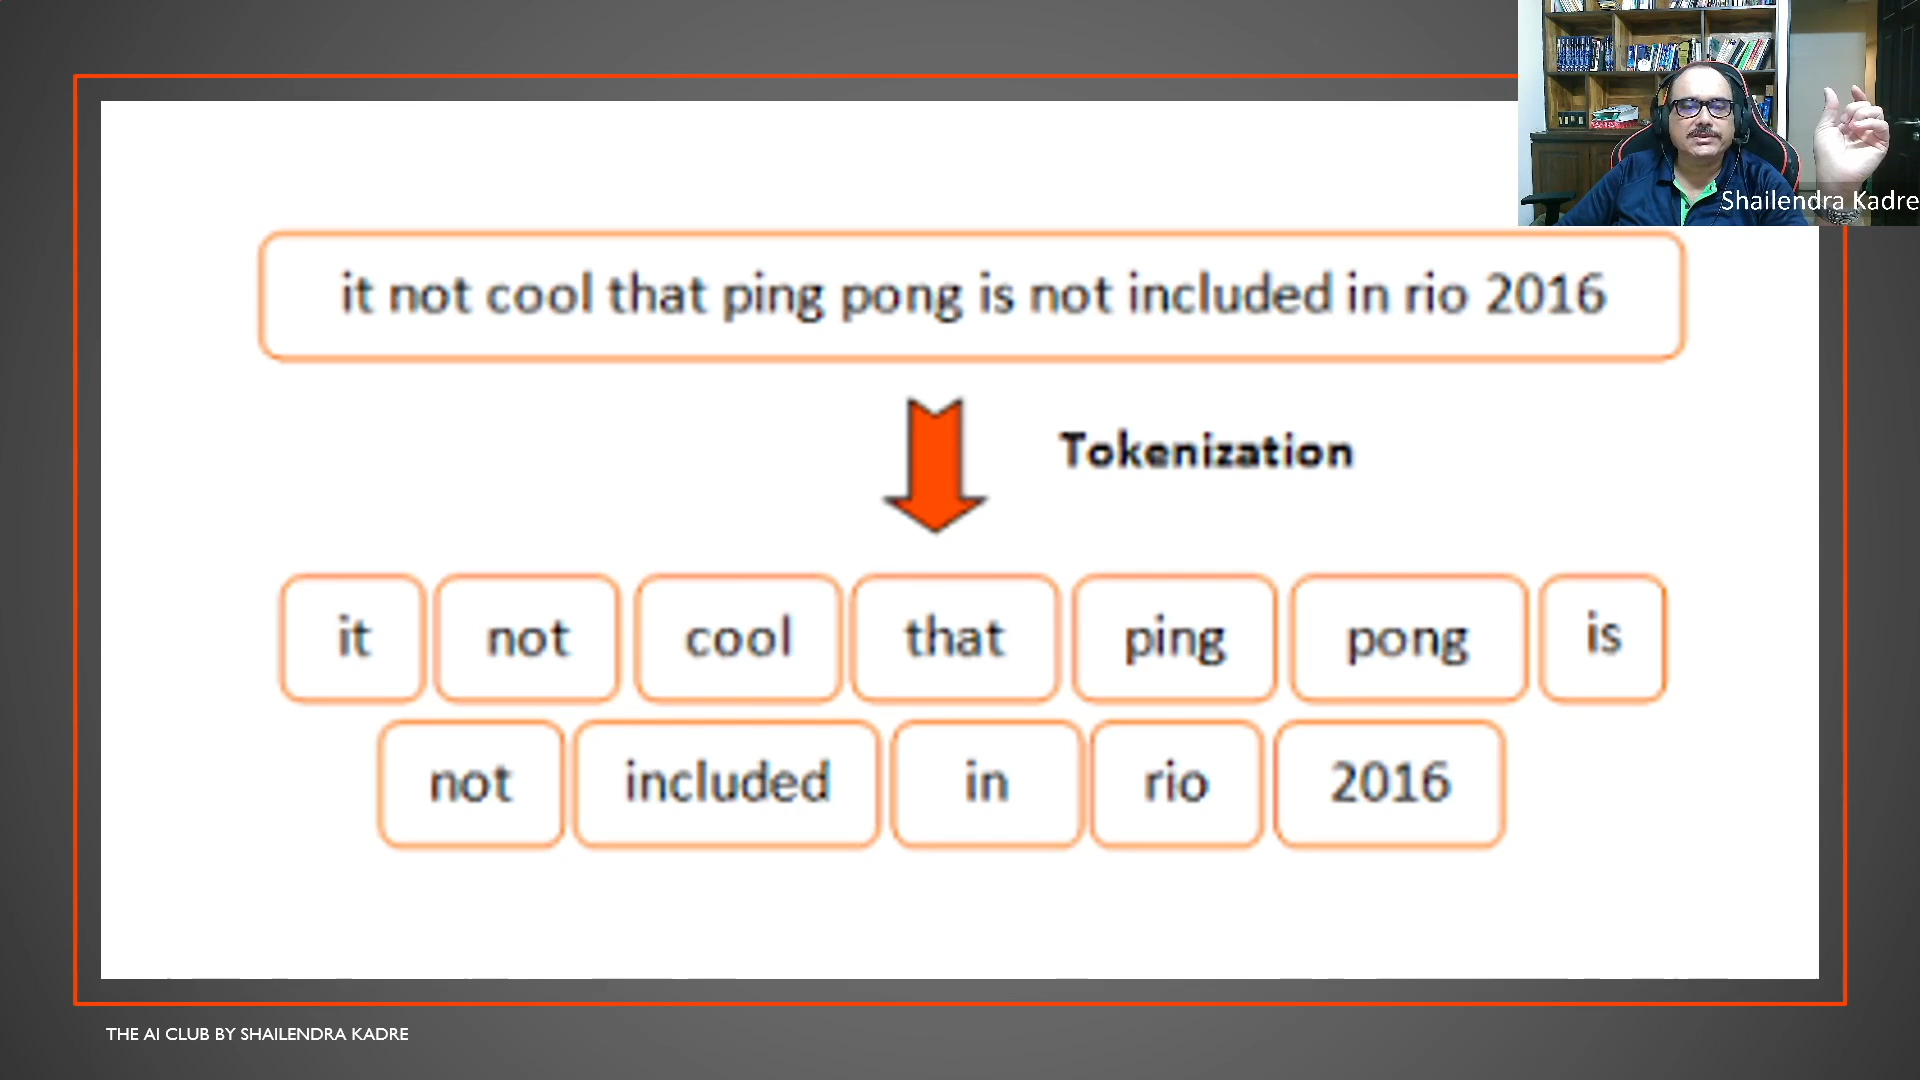 Shailendra Kadre
it not cool that ping pong is not included in rio 2016
Tokenization
it not cool that ping pong is
not included in rio 2016
THE AI CLUB BY SHAILENDRA KADRE